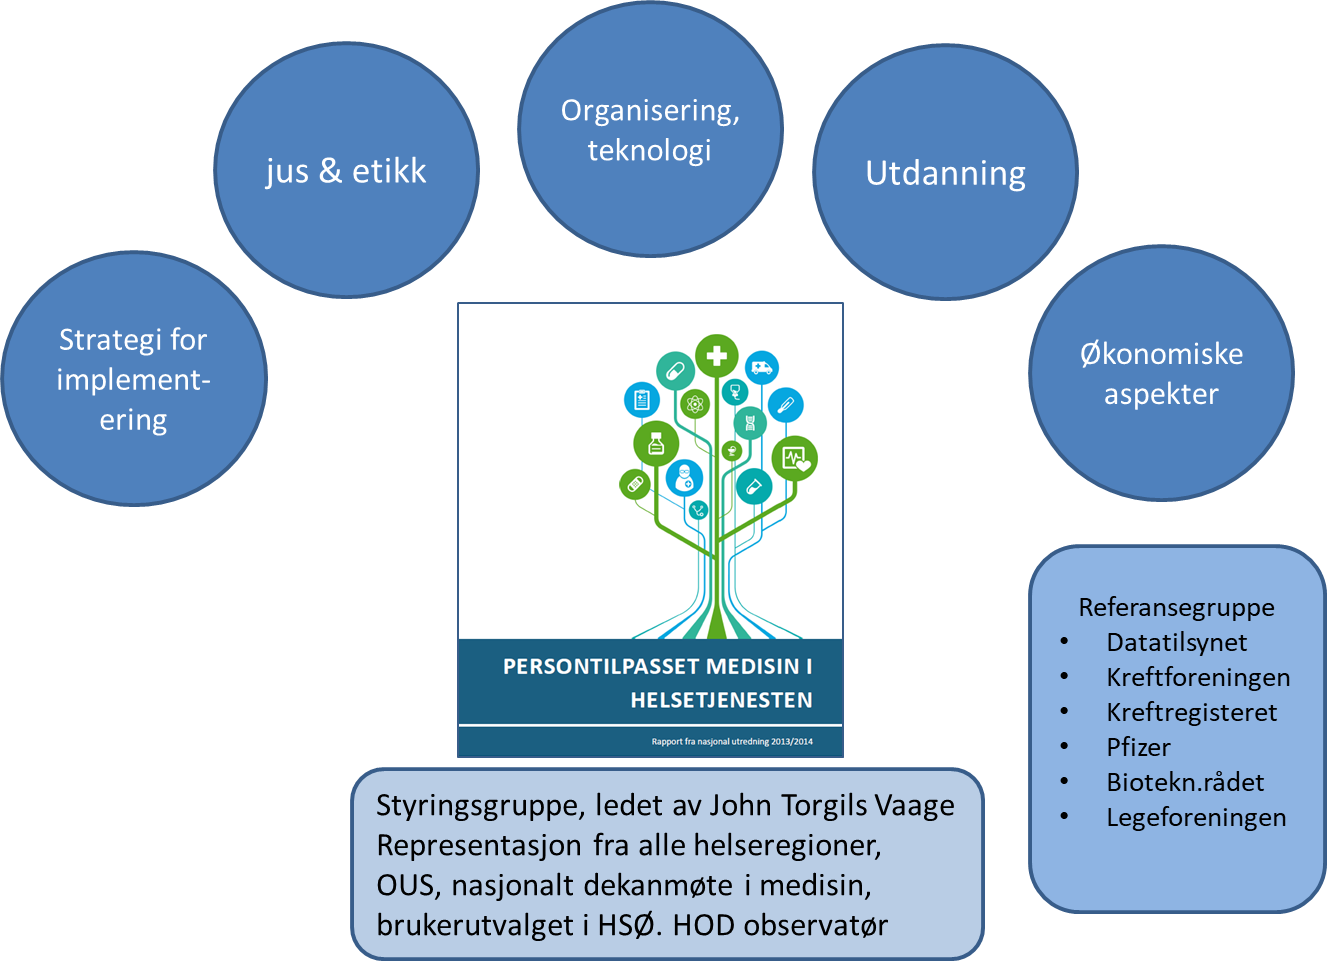 Strategi for
implement-
ering
jus & etikk
Organisering,
teknologi
Utdanning
Økonomiske
aspekter
PERSONTILPASSET MEDISIN I
HELSETJENESTEN
Rapport fra nasjonal utredning 2013/2014
Styringsgruppe, ledet av John Torgils Vaage
Representasjon fra alle helseregioner,
OUS, nasjonalt dekanmøte i medisin,
brukerutvalget i HSØ. HOD observatør
Referansegruppe
• Datatilsynet
• Kreftforeningen
• Kreftregisteret
• Pfizer
• Biotekn.rådet
• Legeforeningen